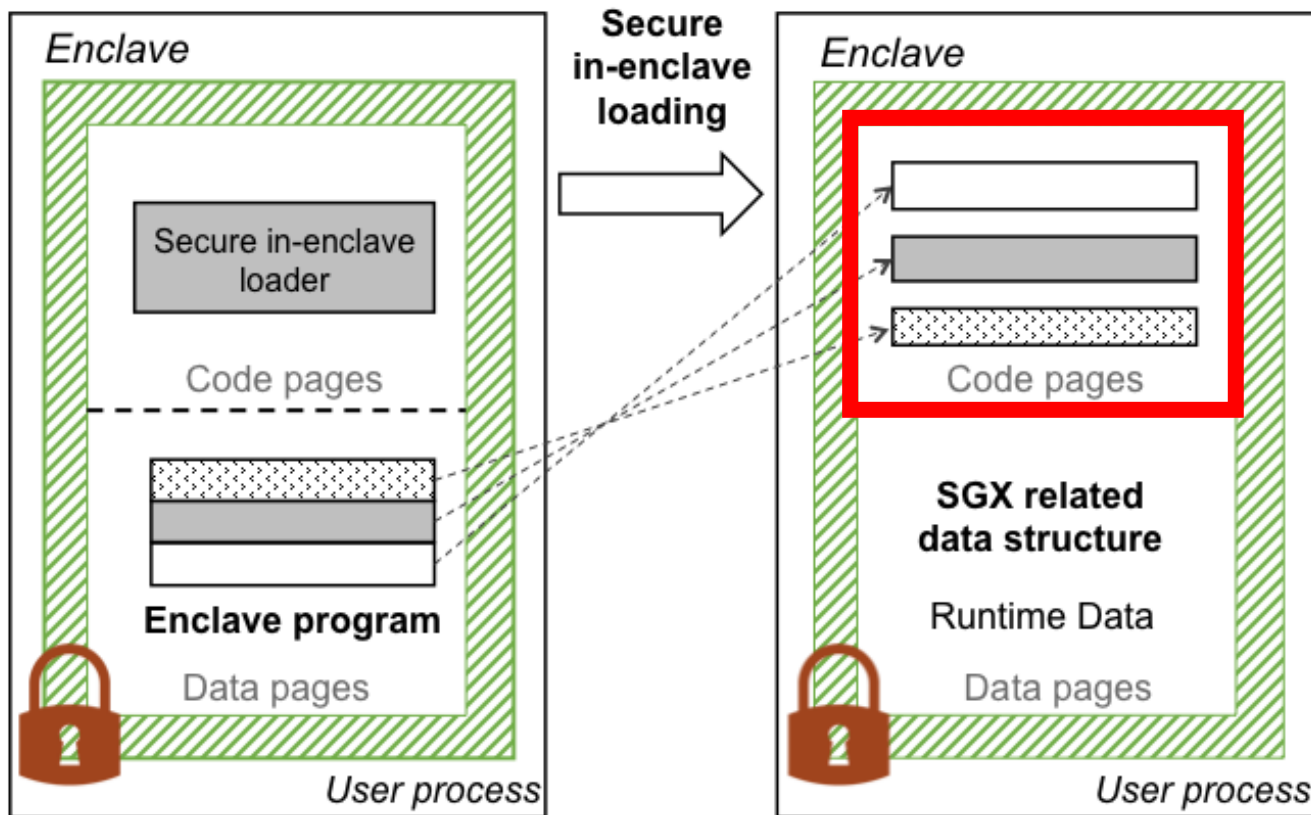 Enclave
Secure in-enclave
loader
Code pages
Enclave program
Data pages
User process
Secure
in-enclave
loading
Enclave
Code pages
SGX related
data structure
Runtime Data
Data pages
User process